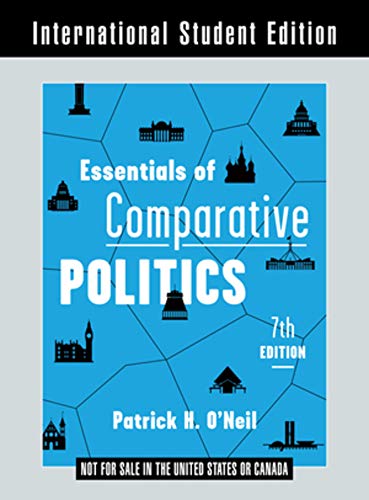 International Student Edition
Essentials of
Comparative
POLITICS
7th
EDITION
Patrick H. O'Neil
NOT FOR SALE IN THE UNITED STATES OR CANADA